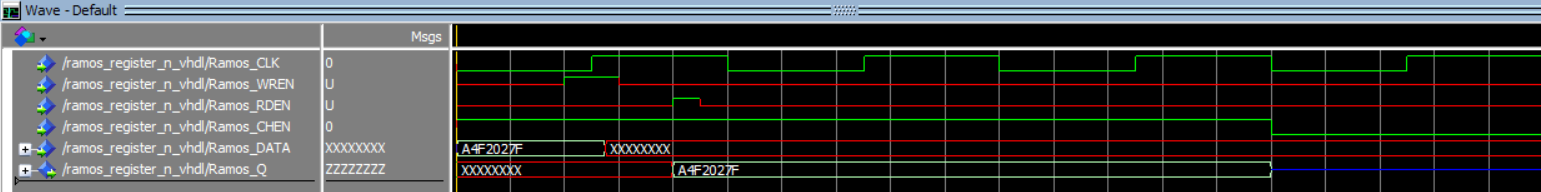 Wave - Default
Msgs
/ramos_register_n_vhdl/Ramos_CLK 0
/ramos_register_n_vhdl/Ramos_WREN U
/ramos_register_n_vhdl/Ramos_RDEN U
/ramos_register_n_vhdl/Ramos_CHEN 0
/ramos_register_n_vhdl/Ramos_DATA XXXXXXXX A4F2027F XXXXXXXX
/ramos_register_n_vhdl/Ramos_Q ZZZZZZZZ XXXXXXXX A4F2027F